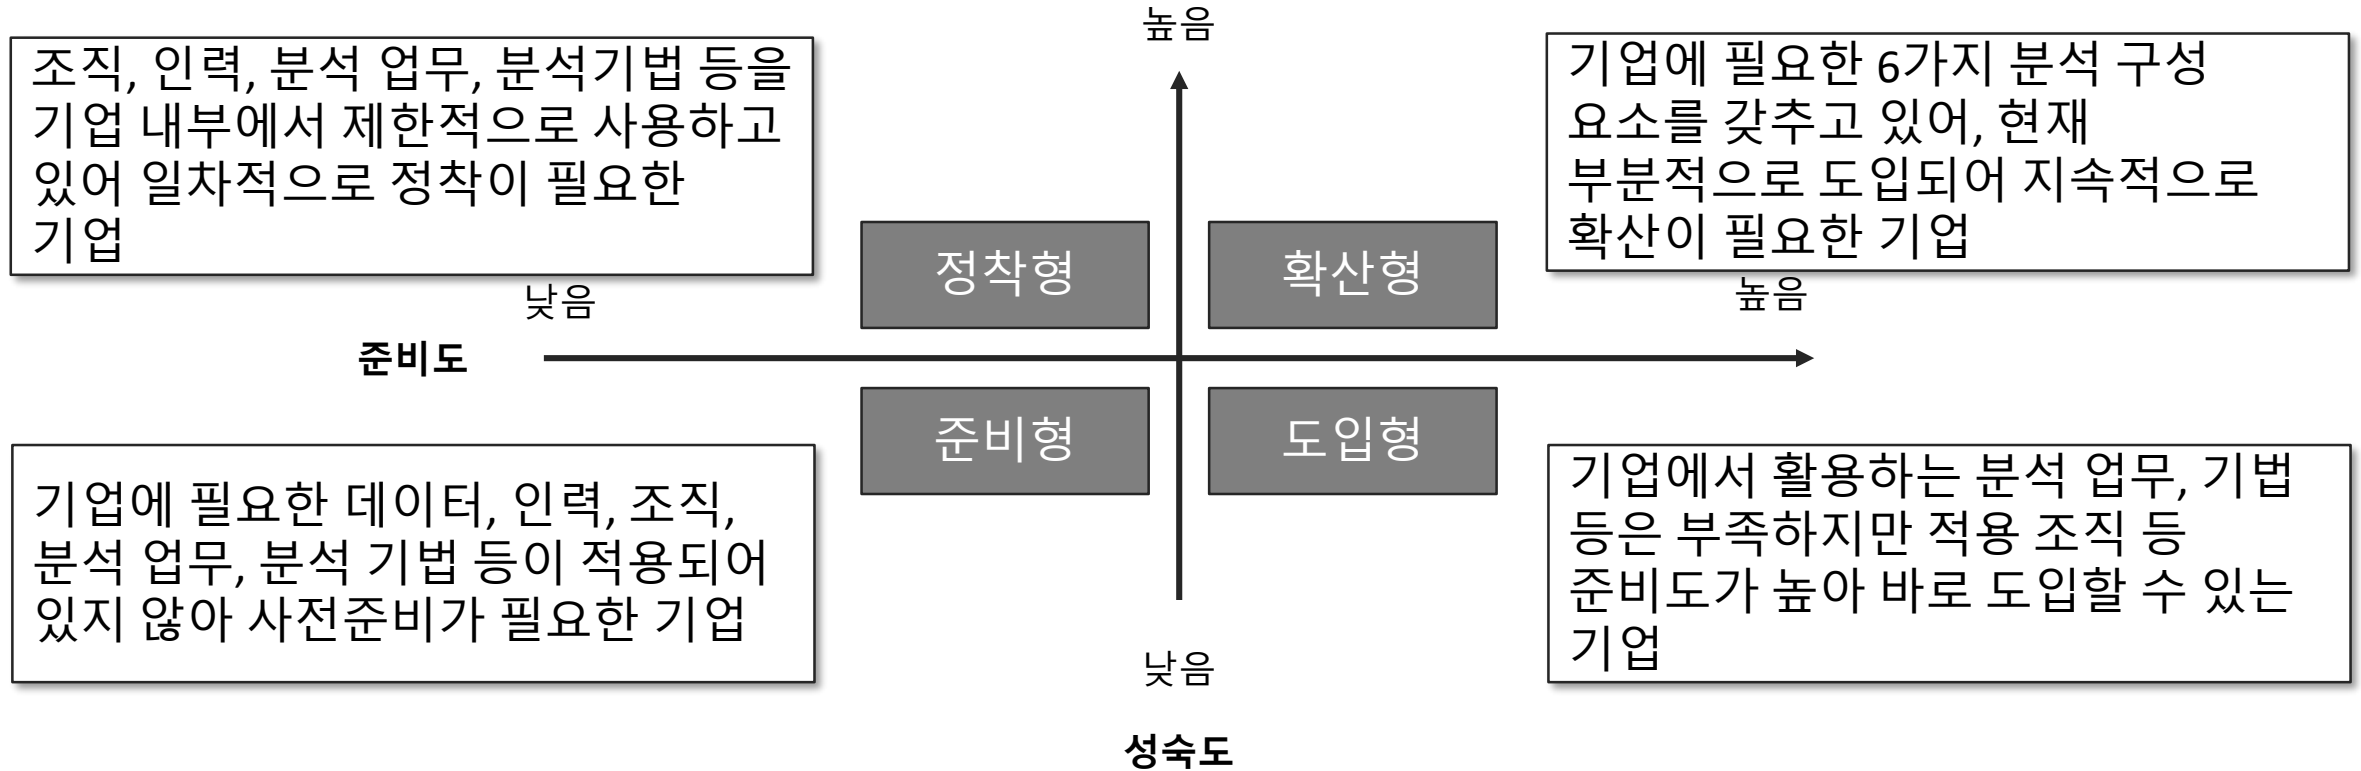 높음
조직, 인력, 분석 업무, 분석기법 등을
기업 내부에서 제한적으로 사용하고
있어 일차적으로 정착이 필요한
기업
기업에 필요한 6가지 분석 구성
요소를 갖추고 있어, 현재
부분적으로 도입되어 지속적으로
확산이 필요한 기업
정착형
확산형
낮음
높음
준비도
준비형
도입형
기업에 필요한 데이터, 인력, 조직,
분석 업무, 분석 기법 등이 적용되어
있지 않아 사전준비가 필요한 기업
기업에서 활용하는 분석 업무, 기법
등은 부족하지만 적용 조직 등
준비도가 높아 바로 도입할 수 있는
기업
낮음
성숙도